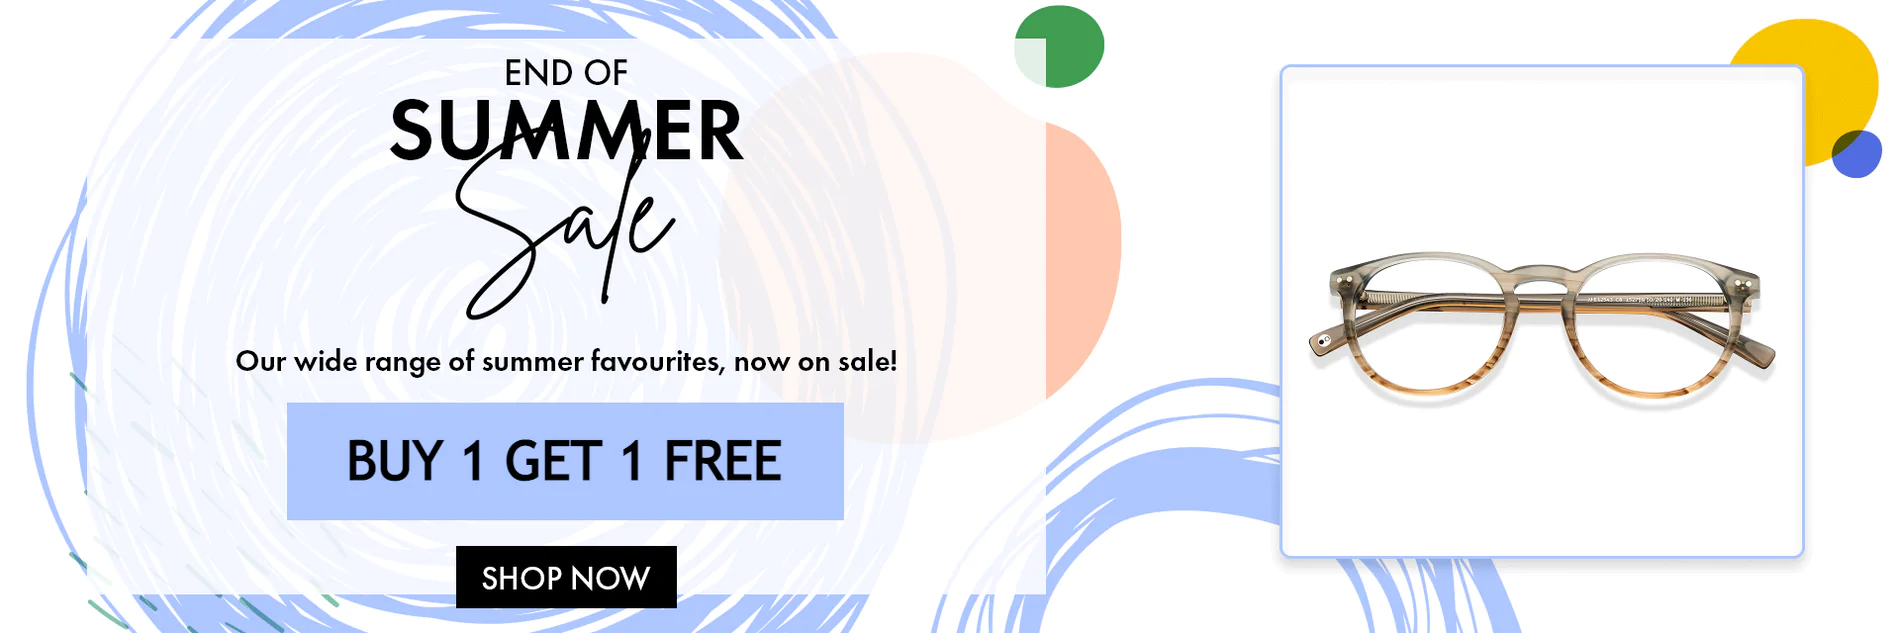 END OF
SUMMER
Sale
Our wide range of summer favourites, now on sale!
BUY 1 GET 1 FREE
SHOP NOW